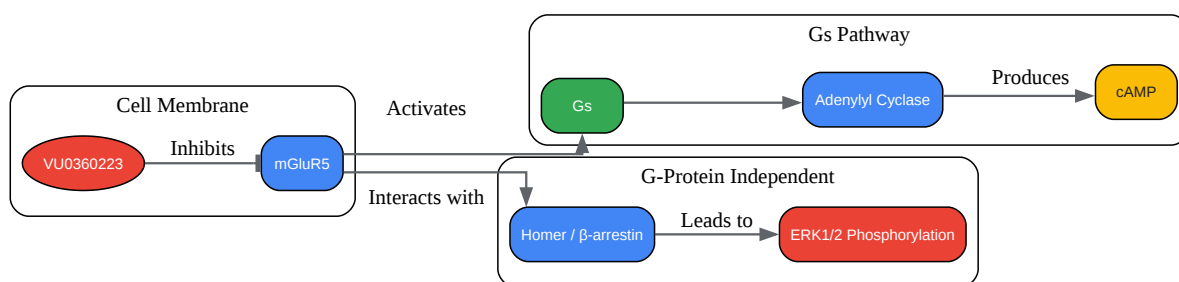 Gs Pathway
Produces
Gs
Adenylyl Cyclase
cAMP
Cell Membrane
Activates
VU0360223
Inhibits
mGluR5
Interacts with
G-Protein Independent
Homer / β-arrestin
Leads to
ERK1/2 Phosphorylation